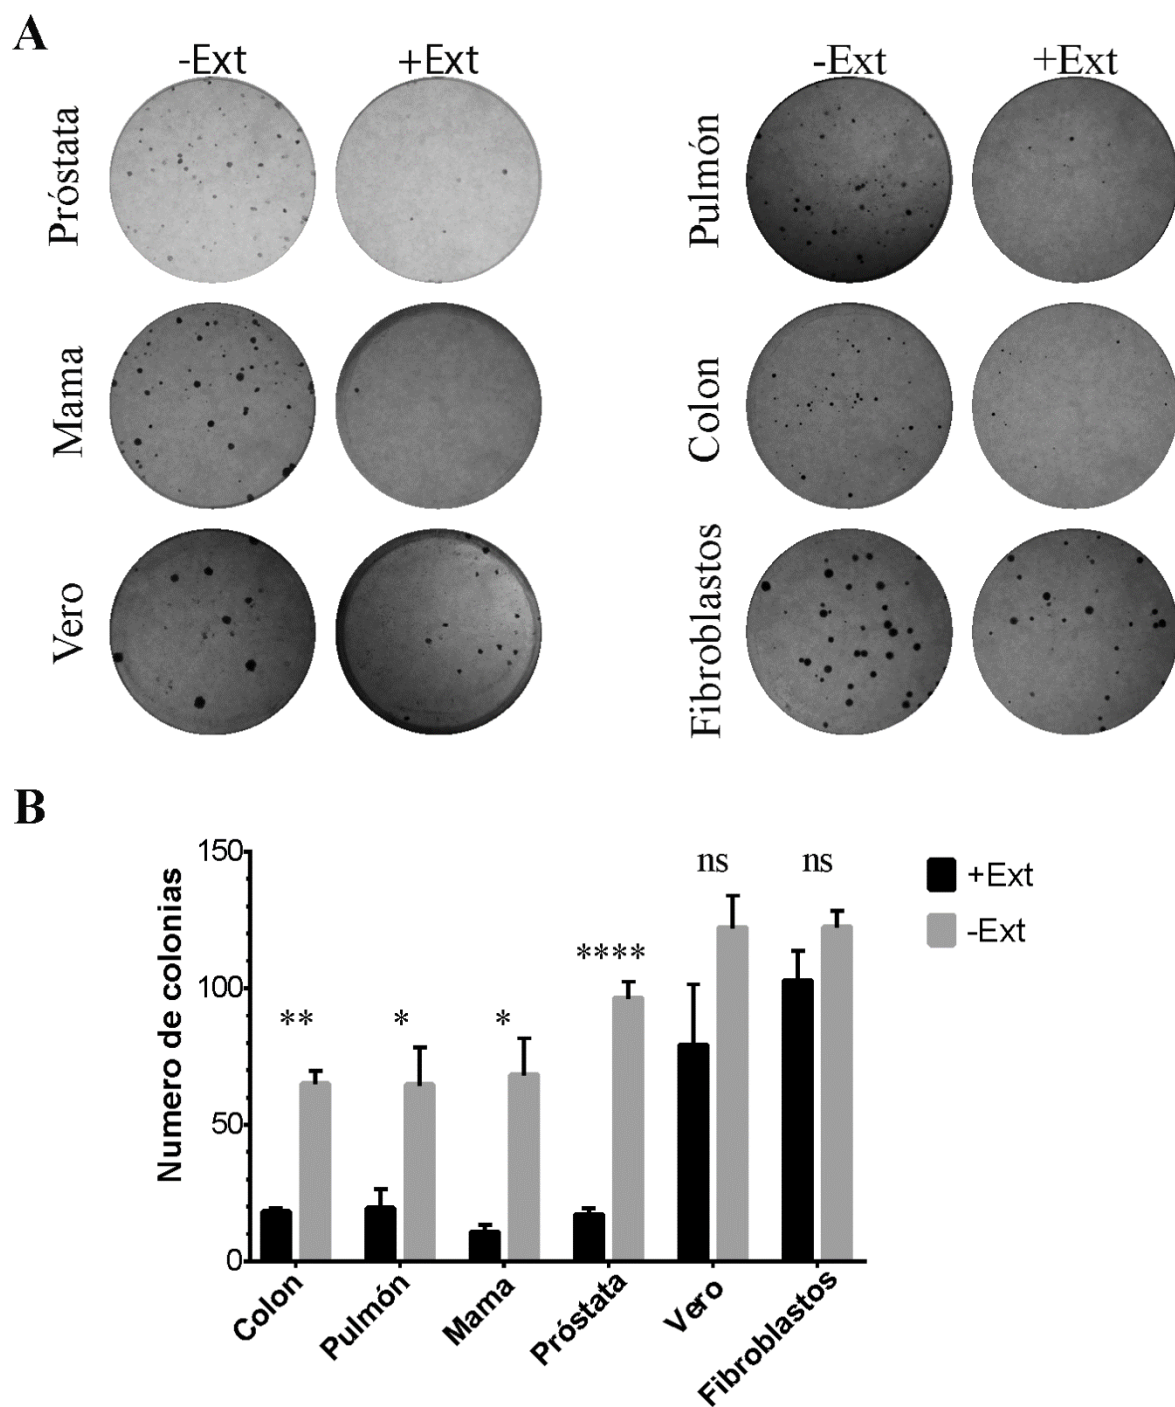 A
-Ext +Ext -Ext +Ext
Próstata
Pulmón
Mama
Colon
Vero
Fibroblastos
B
Numero de colonias
150
100
50
0
** * * **** ns ns
+Ext
-Ext
Colon Pulmón Mama Próstata Vero Fibroblastos